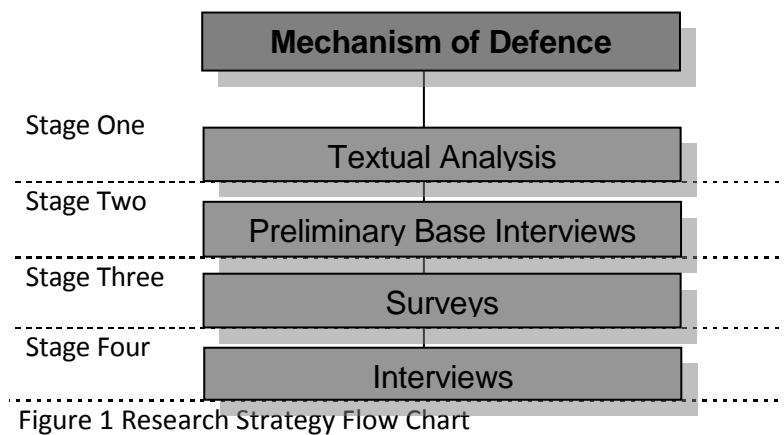 Mechanism of Defence
Stage One
Textual Analysis
Stage Two
Preliminary Base Interviews
Stage Three
Surveys
Stage Four
Interviews
Figure 1 Research Strategy Flow Chart